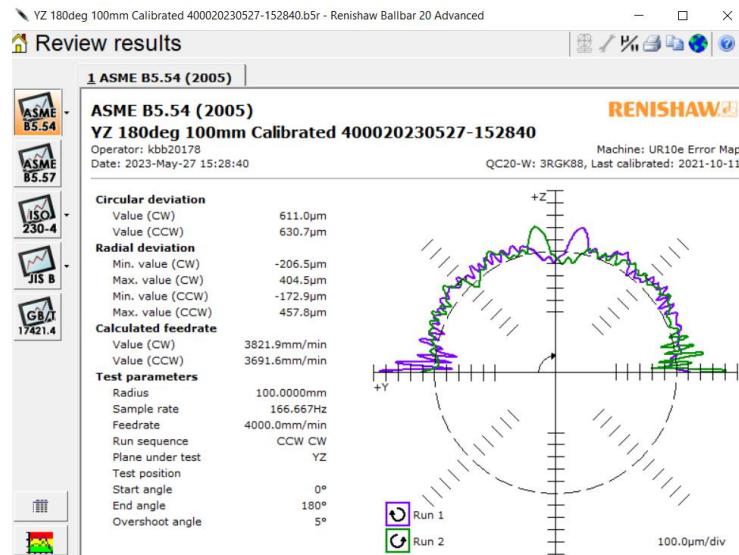 YZ 180deg 100mm Calibrated 400020230527-152840.b5r - Renishaw Ballbar 20 Advanced
Review results
1 ASME B5.54 (2005)
ASME B5.54
ASME B5.57
ISO 230-4
JIS B
GB/T 17421.4
ASME B5.54 (2005)
RENISHAW
YZ 180deg 100mm Calibrated 400020230527-152840
Operator: kbb20178
Machine: UR10e Error Map
Date: 2023-May-27 15:28:40
QC20-W: 3RGK88, Last calibrated: 2021-10-11
Circular deviation
Value (CW) 611.0µm
Value (CCW) 630.7µm
Radial deviation
Min. value (CW) -206.5µm
Max. value (CW) 404.5µm
Min. value (CCW) -172.9µm
Max. value (CCW) 457.8µm
Calculated feedrate
Value (CW) 3821.9mm/min
Value (CCW) 3691.6mm/min
Test parameters
Radius 100.0000mm
Sample rate 166.667Hz
Feedrate 4000.0mm/min
Run sequence CCW CW
Plane under test YZ
Test position
Start angle 0°
End angle 180°
Overshoot angle 5°
+Z
+Y
Run 1
Run 2
100.0µm/div